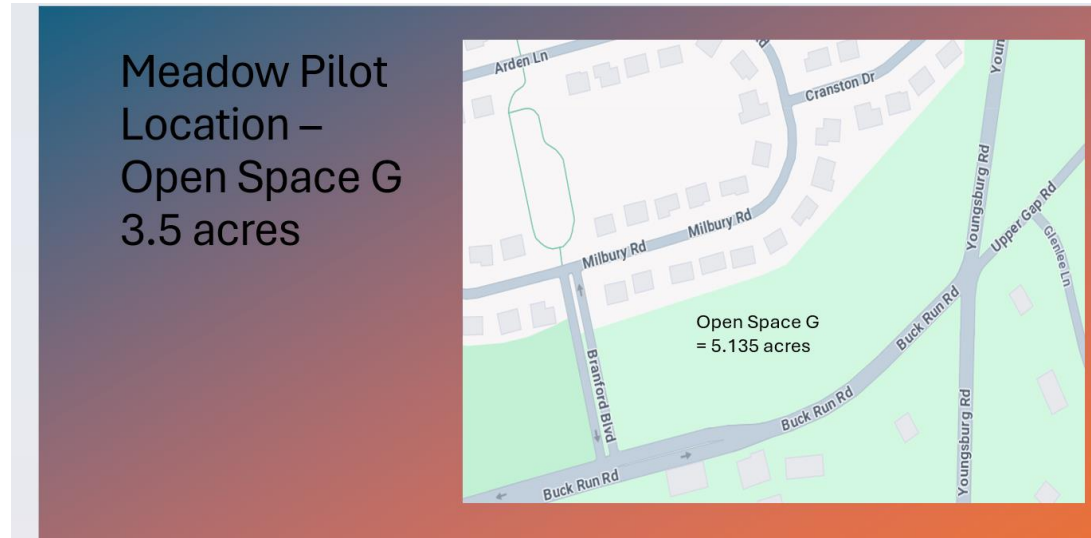 Meadow Pilot
Location –
Open Space G
3.5 acres
Arden Ln
Cranston Dr
Youngsburg Rd
Upper Gap Rd
Glenlee Ln
Milbury Rd
Milbury Rd
Open Space G
= 5.135 acres
Buck Run Rd
Branford Blvd
Buck Run Rd
Youngsburg Rd
Buck Run Rd